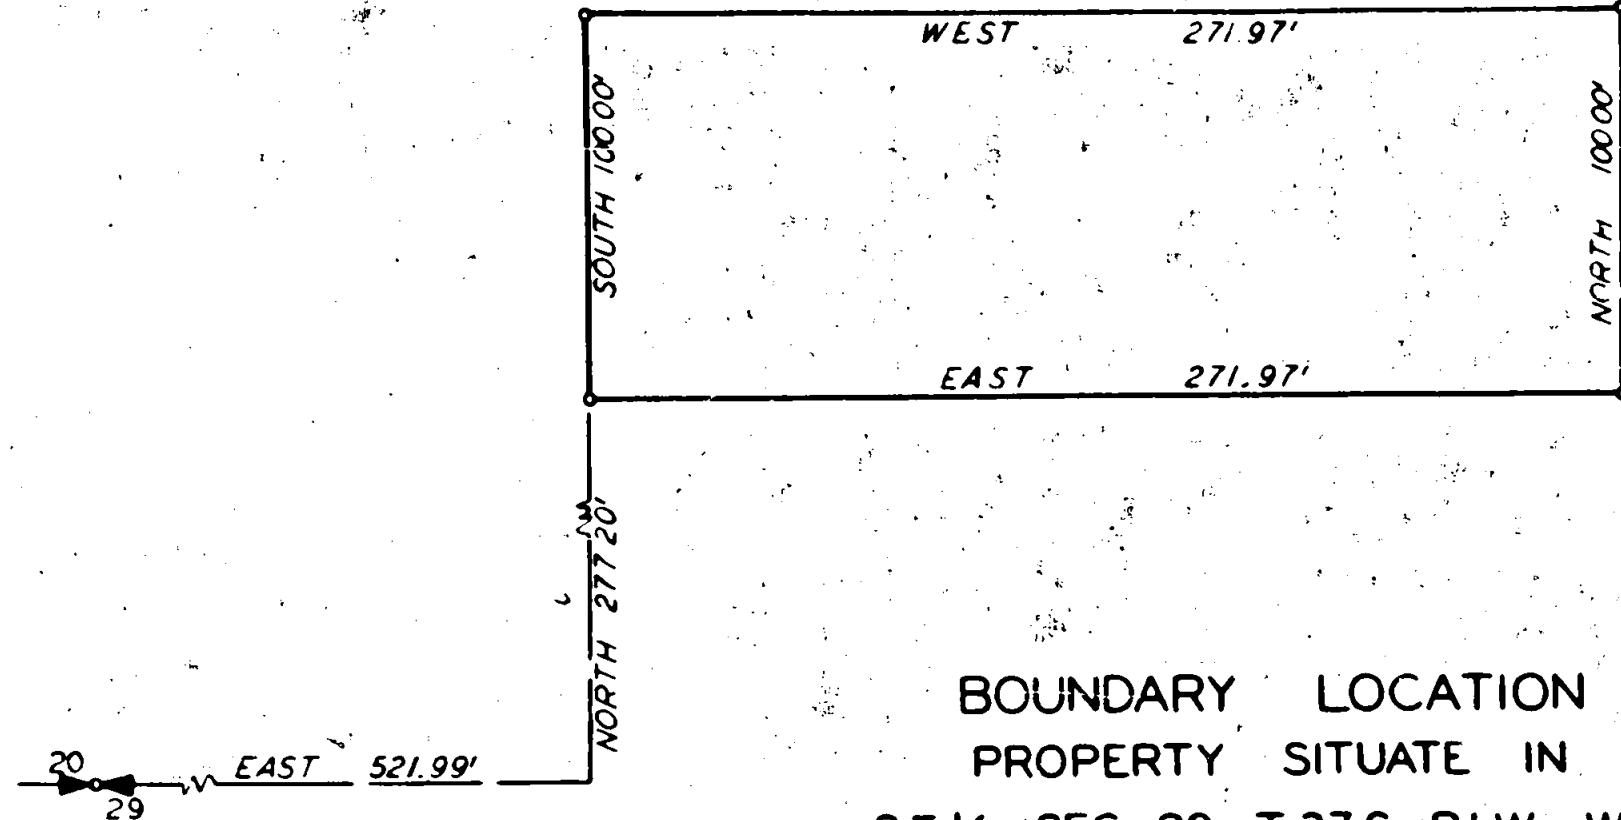 WEST 271.97'
SOUTH 100.00'
NORTH 100 00'
EAST 271.97'
NORTH 277 20'
20 EAST 521.99'
29
BOUNDARY LOCATION
PROPERTY SITUATE IN